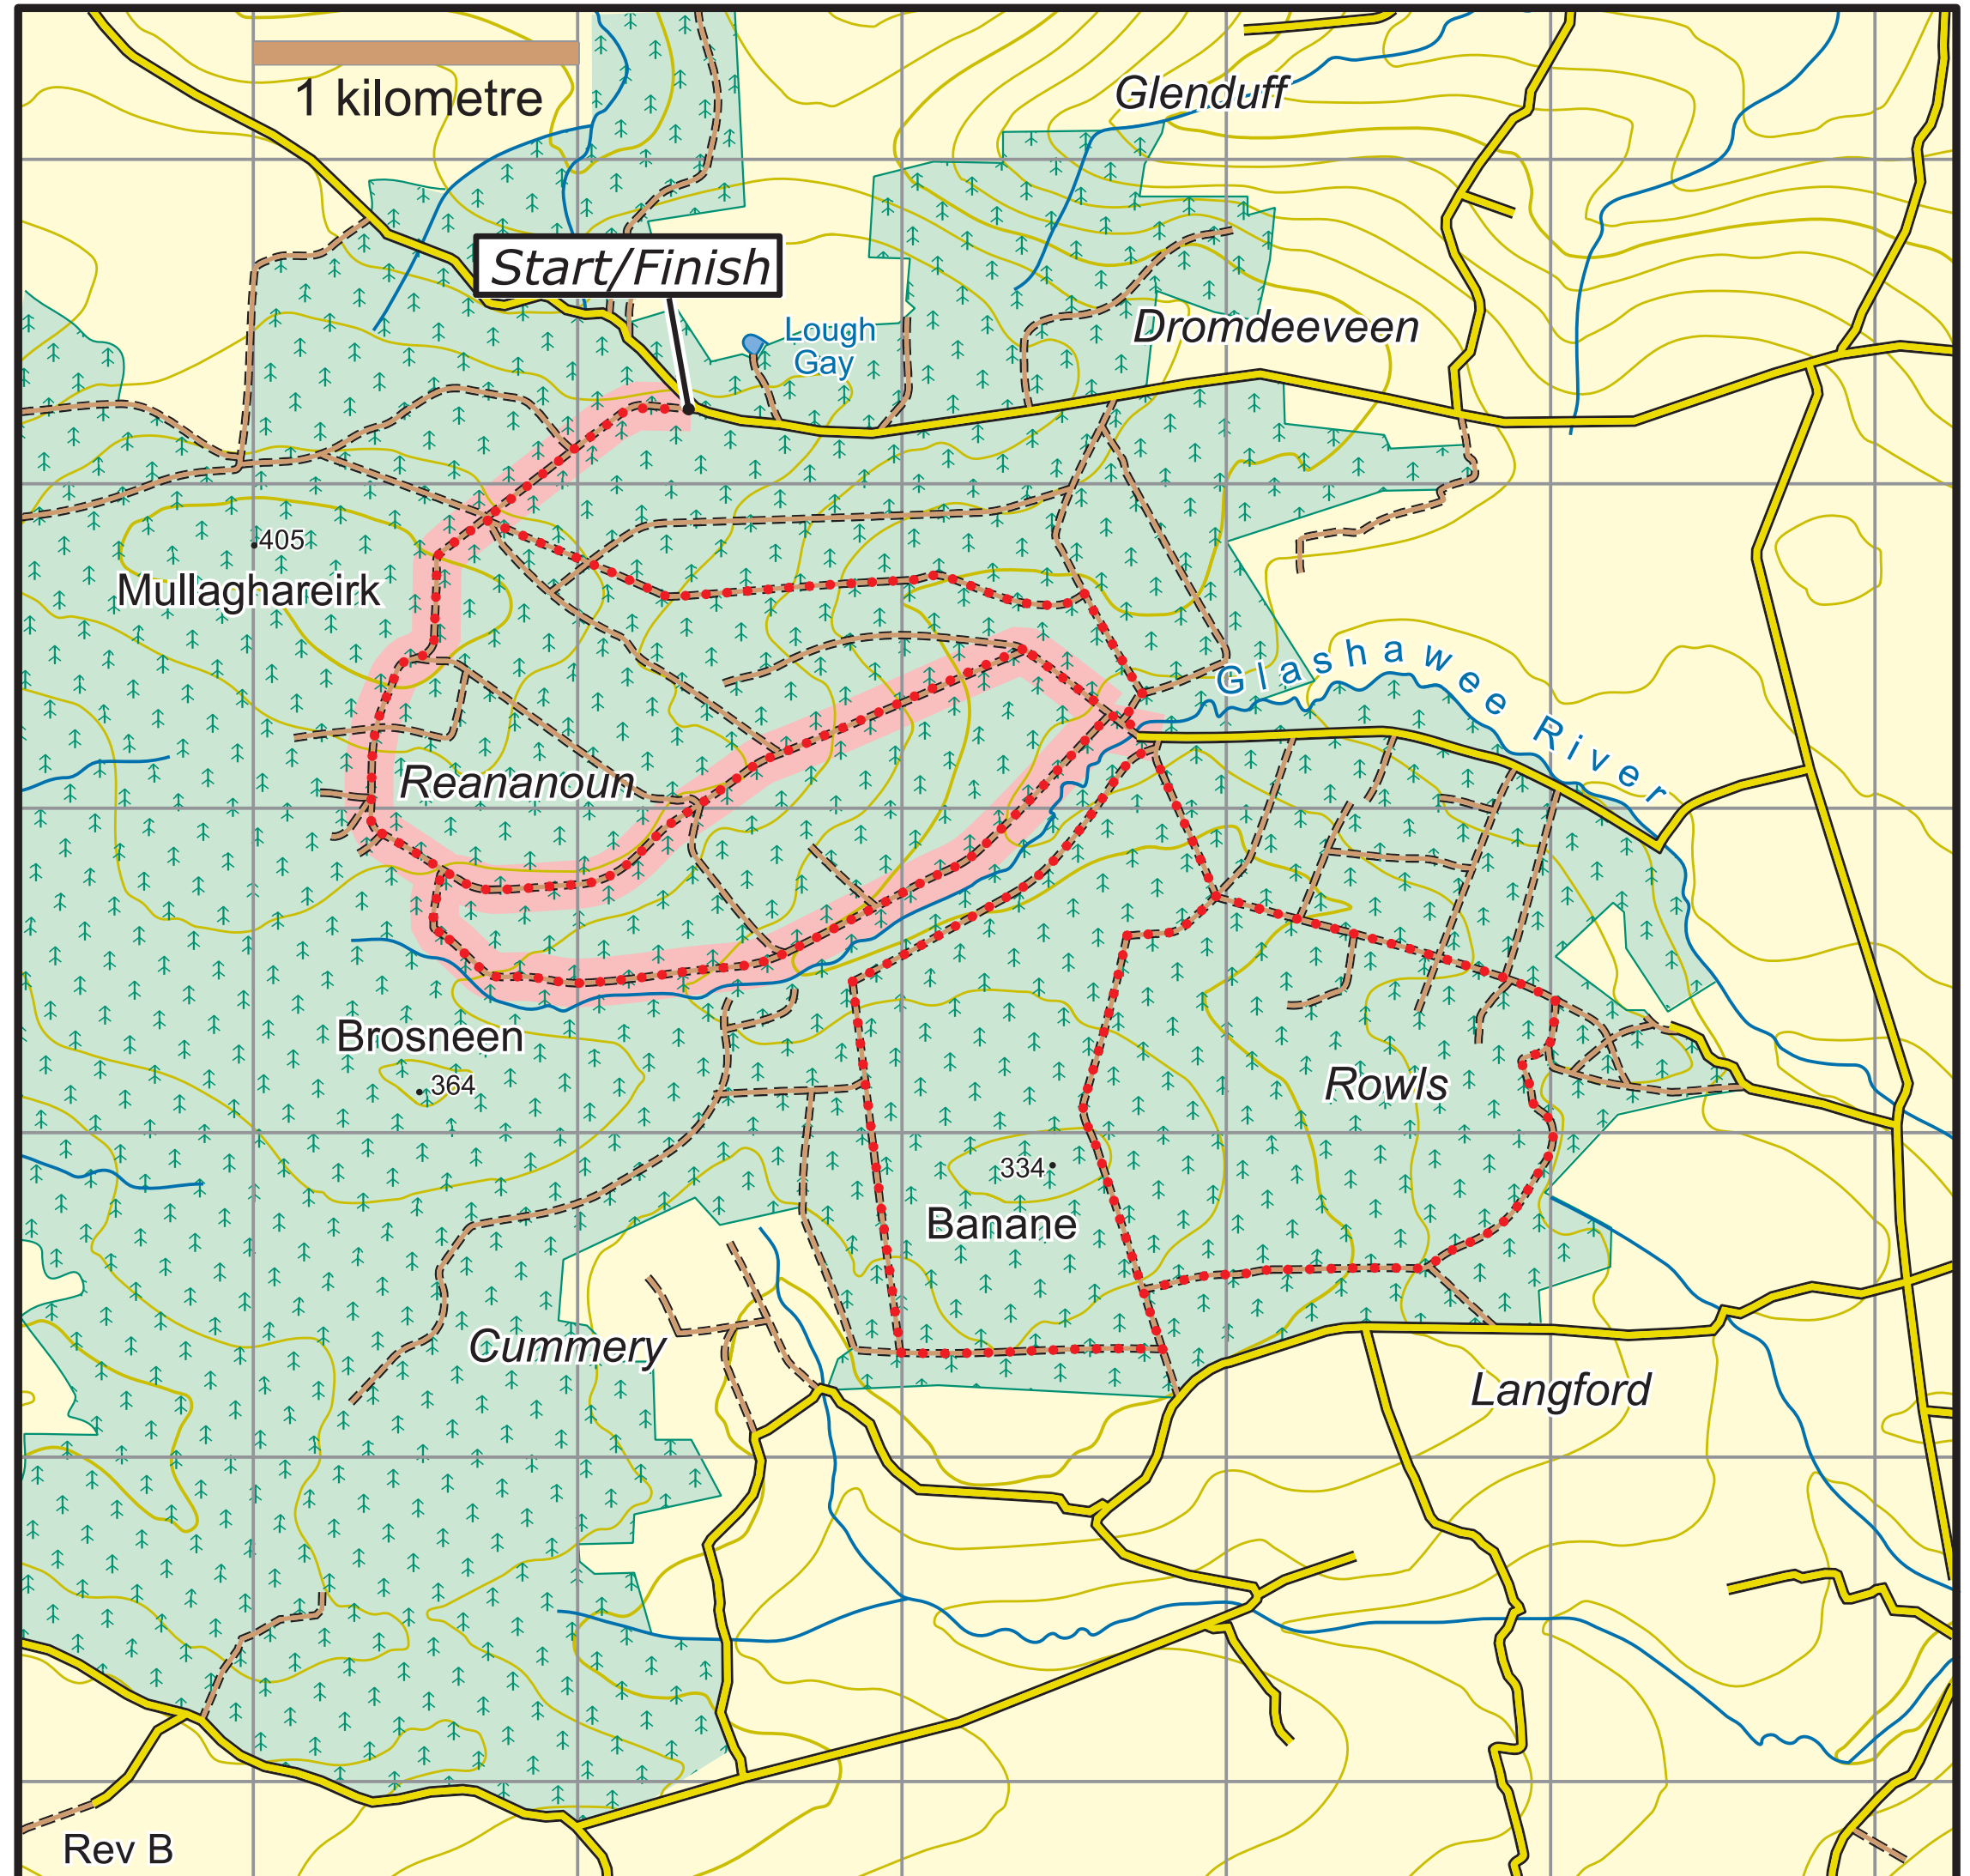 1 kilometre
Glenduff
Start/Finish
Lough
Gay
Dromdeeveen
405
Mullaghareirk
Glashawee River
Reananoun
Brosneen
364
Rowls
334
Banane
Cummery
Langford
Rev B